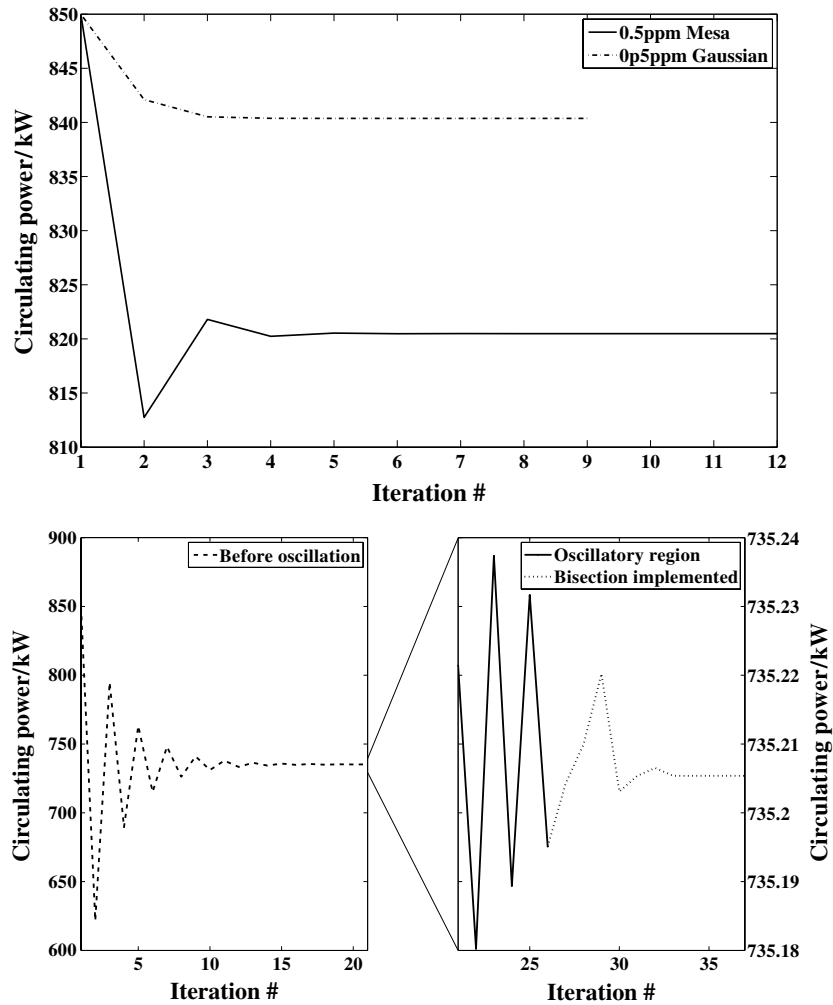 850
845
840
835
830
825
820
815
810
Circulating power/kW
0.5ppm Mesa
0p5ppm Gaussian
1 2 3 4 5 6 7 8 9 10 11 12
Iteration #
900
850
800
750
700
650
600
Circulating power/kW
Before oscillation
5 10 15 20
Iteration #
Oscillatory region
Bisection implemented
735.24
735.23
735.22
735.21
735.2
735.19
735.18
Circulating power/kW
25 30 35
Iteration #